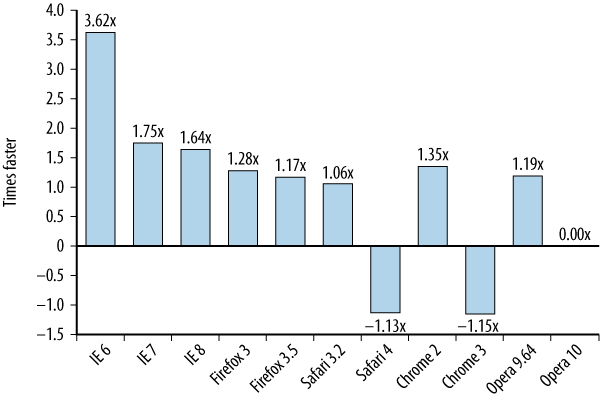 4.0
3.5
3.0
2.5
2.0
1.5
1.0
0.5
0
−0.5
−1.0
−1.5
Times faster
3.62x
1.75x
1.64x
1.28x
1.17x
1.06x
−1.13x
1.35x
−1.15x
1.19x
0.00x
IE 6
IE 7
IE 8
Firefox 3
Firefox 3.5
Safari 3.2
Safari 4
Chrome 2
Chrome 3
Opera 9.64
Opera 10